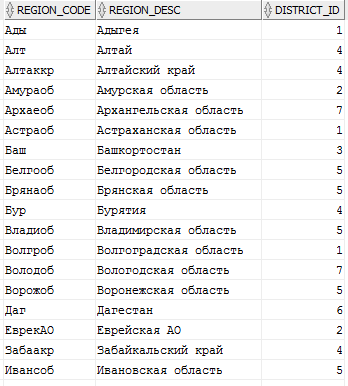 REGION_CODE REGION_DESC DISTRICT_ID
Ады Адыгея 1
Алт Алтай 4
Алтаккр Алтайский край 4
Амураоб Амурская область 2
Архаеоб Архангельская область 7
Астраоб Астраханская область 1
Баш Башкортостан 3
Белгооб Белгородская область 5
Брянаоб Брянская область 5
Бур Бурятия 4
Владиоб Владимирская область 5
Волгроб Волгоградская область 1
Володоб Вологодская область 7
Ворожоб Воронежская область 5
Даг Дагестан 6
ЕврекАО Еврейская АО 2
Забаакр Забайкальский край 4
Ивансоб Ивановская область 5